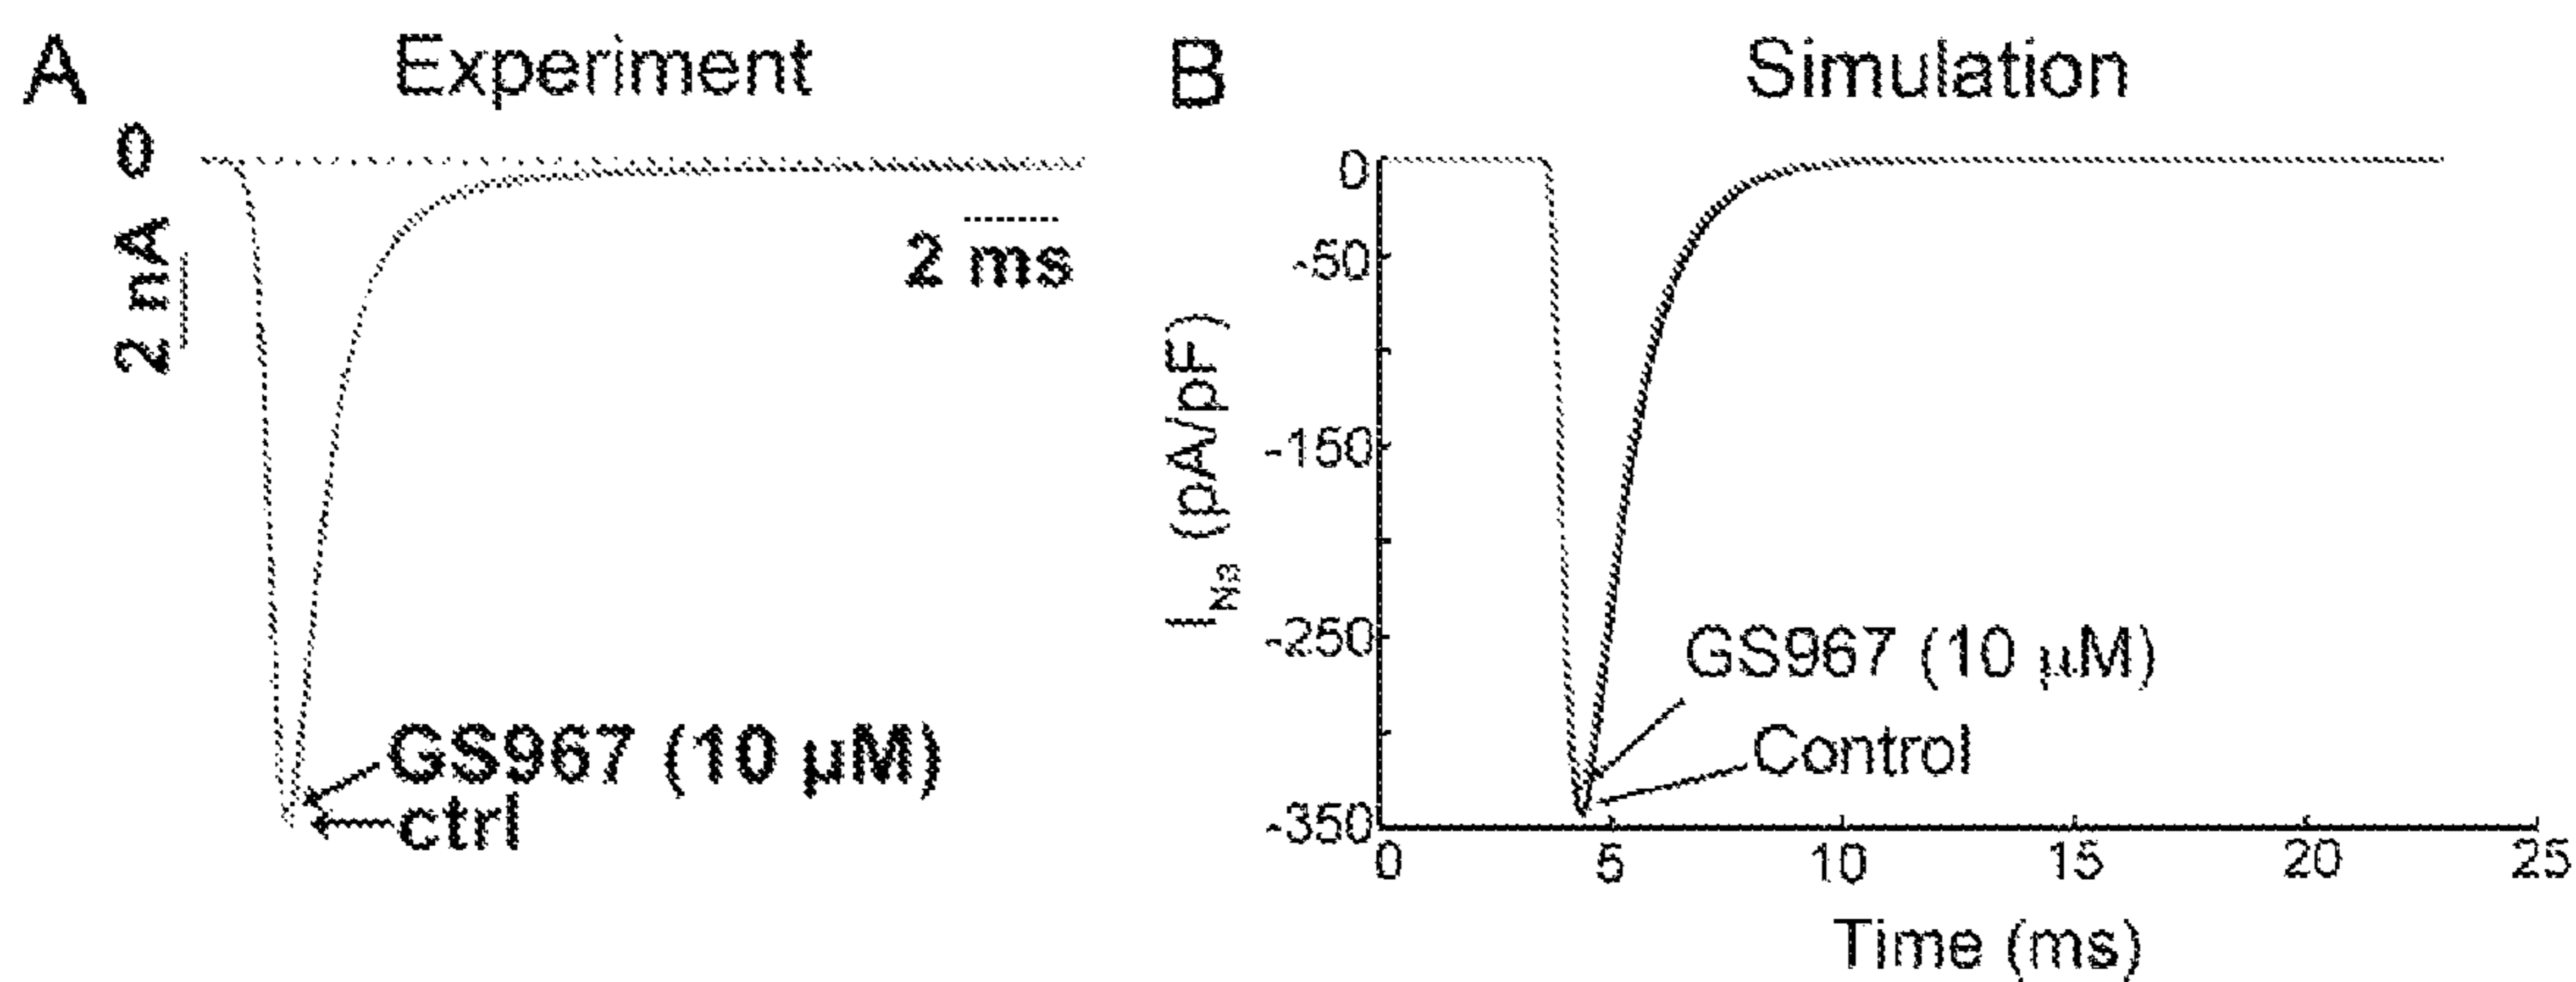 A
Experiment
0
2 nA
2 ms
GS967 (10 µM)
ctrl
B
Simulation
0
-50
-150
-250
-350
I_Na (pA/pF)
GS967 (10 µM)
Control
0 5 10 15 20 25
Time (ms)